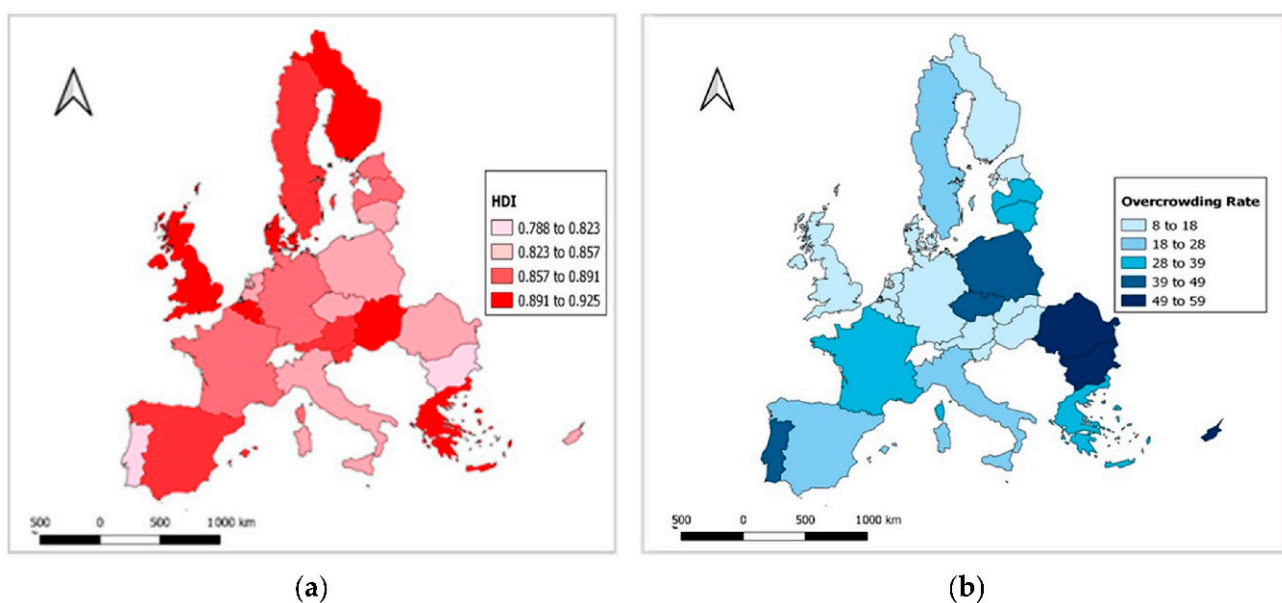 HDI
0.788 to 0.823
0.823 to 0.857
0.857 to 0.891
0.891 to 0.925
500 0 500 1000 km
(a)
Overcrowding Rate
8 to 18
18 to 28
28 to 39
39 to 49
49 to 59
500 0 500 1000 km
(b)